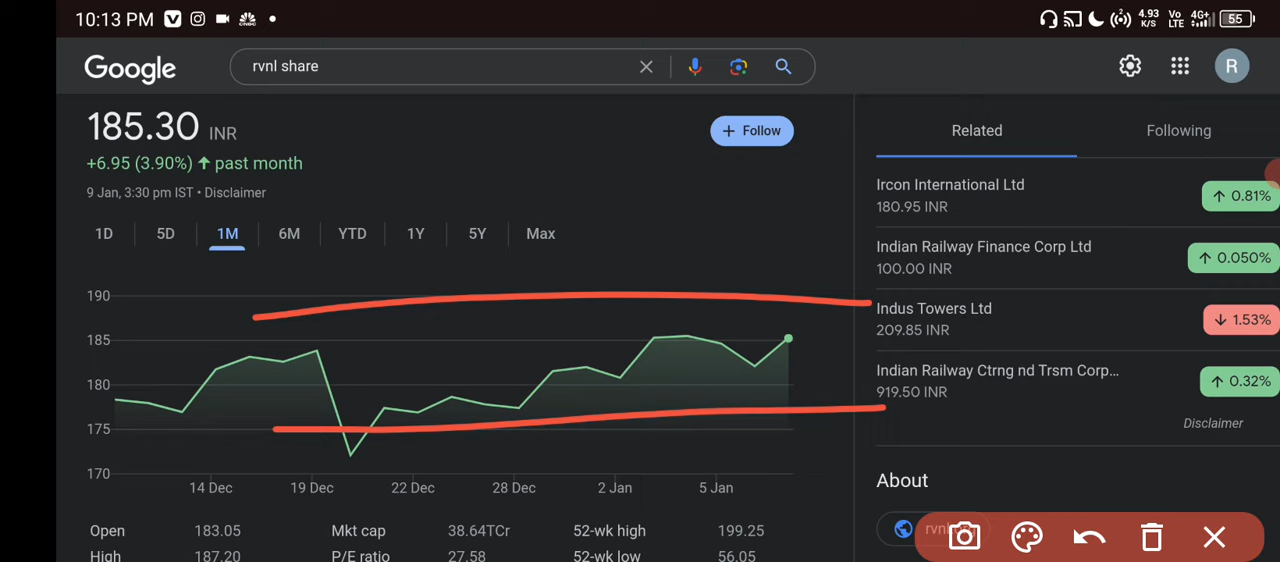 10:13 PM
4.93 K/S Vo LTE 4G+ 55
Google
rvnl share
R
185.30 INR
+ Follow
+6.95 (3.90%) ↑ past month
9 Jan, 3:30 pm IST • Disclaimer
1D 5D 1M 6M YTD 1Y 5Y Max
190
185
180
175
170
14 Dec 19 Dec 22 Dec 28 Dec 2 Jan 5 Jan
Open 183.05 Mkt cap 38.64TCr 52-wk high 199.25
High 187.20 P/E ratio 27.58 52-wk low 56.05
Related Following
Ircon International Ltd
180.95 INR
↑ 0.81%
Indian Railway Finance Corp Ltd
100.00 INR
↑ 0.050%
Indus Towers Ltd
209.85 INR
↓ 1.53%
Indian Railway Ctrng nd Trsm Corp...
919.50 INR
↑ 0.32%
Disclaimer
About